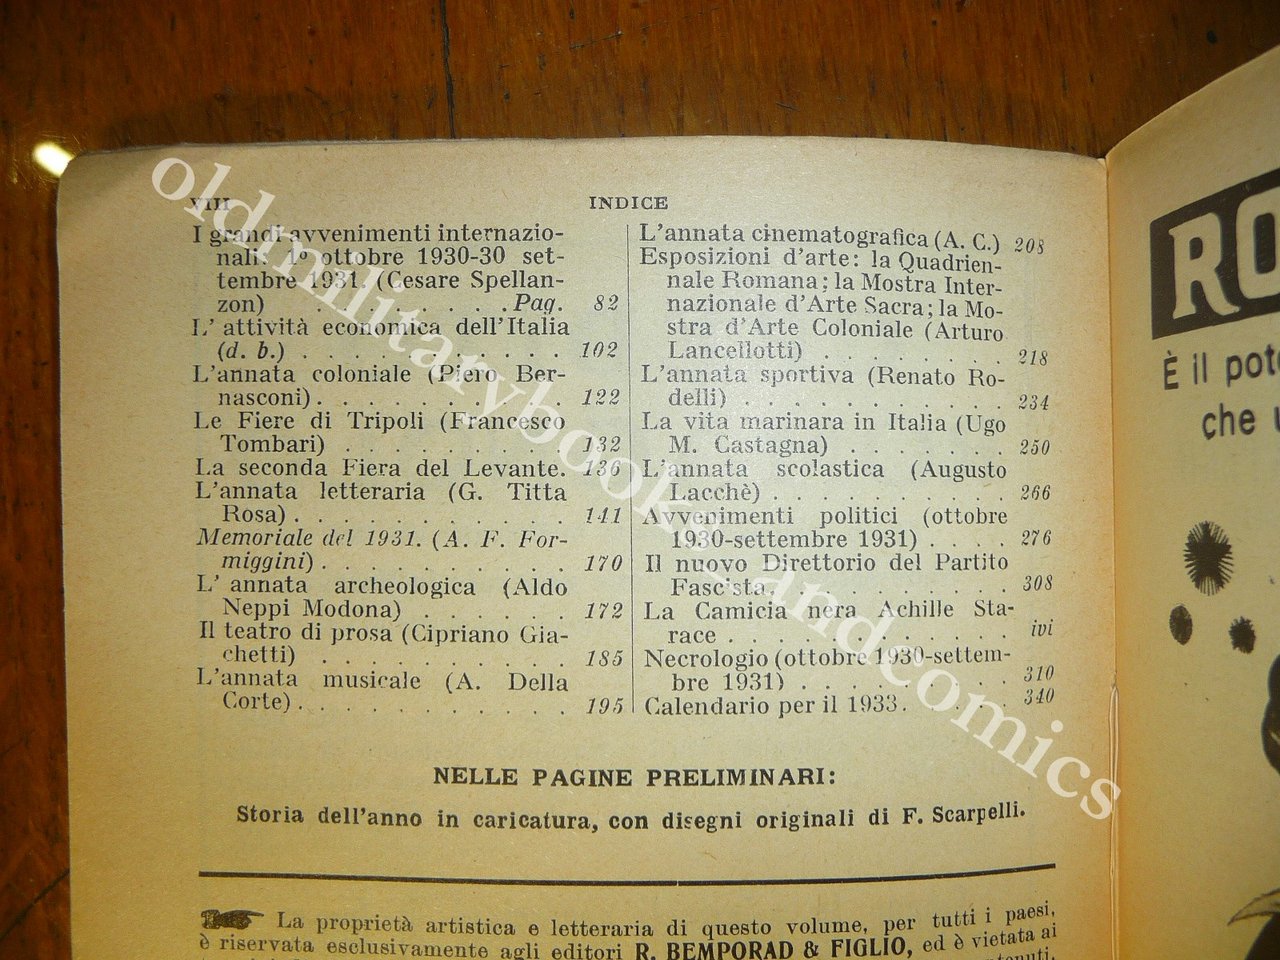 VIII
INDICE
I grandi avvenimenti internazio-
nali. 1º ottobre 1930-30 set-
tembre 1931. (Cesare Spellan-
zon) . . . . . . . . Pag. 82
L' attività economica dell'Italia
(d. b.) . . . . . . . . . . . 102
L'annata coloniale (Piero Ber-
nasconi) . . . . . . . . . . . 122
Le Fiere di Tripoli (Francesco
Tombari) . . . . . . . . . . 132
La seconda Fiera del Levante. 136
L'annata letteraria (G. Titta
Rosa) . . . . . . . . . . . . 141
Memoriale del 1931. (A. F. For-
miggini) . . . . . . . . . . . 170
L' annata archeologica (Aldo
Neppi Modona) . . . . . . 172
Il teatro di prosa (Cipriano Gia-
chetti) . . . . . . . . . . . 185
L'annata musicale (A. Della
Corte) . . . . . . . . . . . . 195
L'annata cinematografica (A. C.) 208
Esposizioni d'arte: la Quadrien-
nale Romana; la Mostra Inter-
nazionale d'Arte Sacra; la Mo-
stra d'Arte Coloniale (Arturo
Lancellotti) . . . . . . . . 218
L'annata sportiva (Renato Ro-
delli) . . . . . . . . . . . 234
La vita marinara in Italia (Ugo
M. Castagna) . . . . . . . 250
L'annata scolastica (Augusto
Lacchè) . . . . . . . . . . 266
Avvenimenti politici (ottobre
1930-settembre 1931) . . . . 276
Il nuovo Direttorio del Partito
Fascista. . . . . . . . . . . 308
La Camicia nera Achille Sta-
race . . . . . . . . . . . . ivi
Necrologio (ottobre 1930-settem-
bre 1931) . . . . . . . . . 310
Calendario per il 1933. . . . . 340
NELLE PAGINE PRELIMINARI:
Storia dell'anno in caricatura, con disegni originali di F. Scarpelli.
La proprietà artistica e letteraria di questo volume, per tutti i paesi,
è riservata esclusivamente agli editori R. BEMPORAD & FIGLIO, ed è vietata ai
RO
È il pote
che u
oldmilitarybooksandcomics